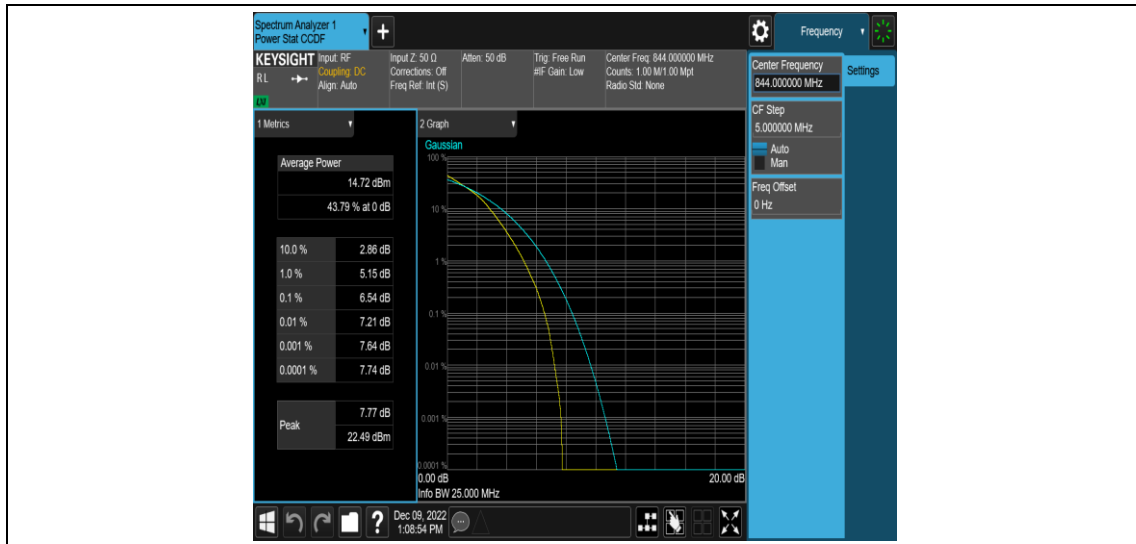 Spectrum Analyzer 1
Power Stat CCDF
+
Frequency
KEYSIGHT
RL
LXI
Input: RF
Coupling: DC
Align: Auto
Input Z: 50 Ω
Corrections: Off
Freq Ref: Int (S)
Atten: 50 dB
Trig: Free Run
#IF Gain: Low
Center Freq: 844.000000 MHz
Counts: 1.00 M/1.00 Mpt
Radio Std: None
Center Frequency
844.000000 MHz
Settings
CF Step
5.000000 MHz
Auto
Man
Freq Offset
0 Hz
1 Metrics
Average Power
14.72 dBm
43.79 % at 0 dB
10.0 % 2.86 dB
1.0 % 5.15 dB
0.1 % 6.54 dB
0.01 % 7.21 dB
0.001 % 7.64 dB
0.0001 % 7.74 dB
Peak 7.77 dB
22.49 dBm
2 Graph
Gaussian
100 %
10 %
1 %
0.1 %
0.01 %
0.001 %
0.0001 %
0.00 dB 20.00 dB
Info BW 25.000 MHz
?
Dec 09, 2022
1:08:54 PM